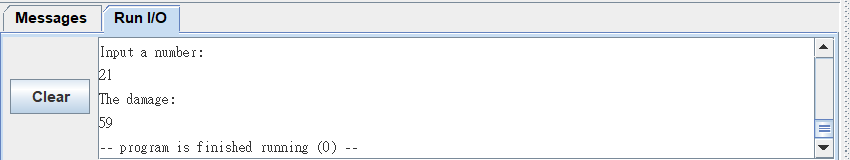 Messages Run I/O
Input a number:
21
Clear
The damage:
59
-- program is finished running (0) --